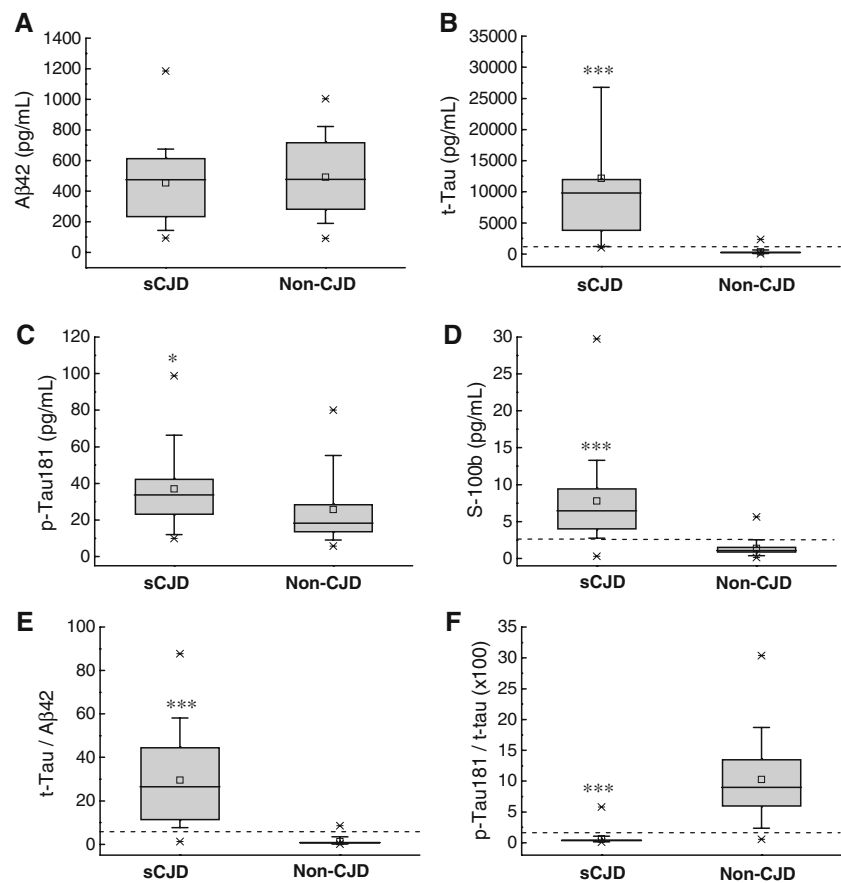 A
Aβ42 (pg/mL)
1400
1200
1000
800
600
400
200
0
sCJD Non-CJD
B
t-Tau (pg/mL)
35000
30000
25000
20000
15000
10000
5000
0
***
sCJD Non-CJD
C
p-Tau181 (pg/mL)
120
100
80
60
40
20
0
*
sCJD Non-CJD
D
S-100b (pg/mL)
30
25
20
15
10
5
0
***
sCJD Non-CJD
E
t-Tau / Aβ42
100
80
60
40
20
0
***
sCJD Non-CJD
F
p-Tau181 / t-tau (x100)
35
30
25
20
15
10
5
0
***
sCJD Non-CJD